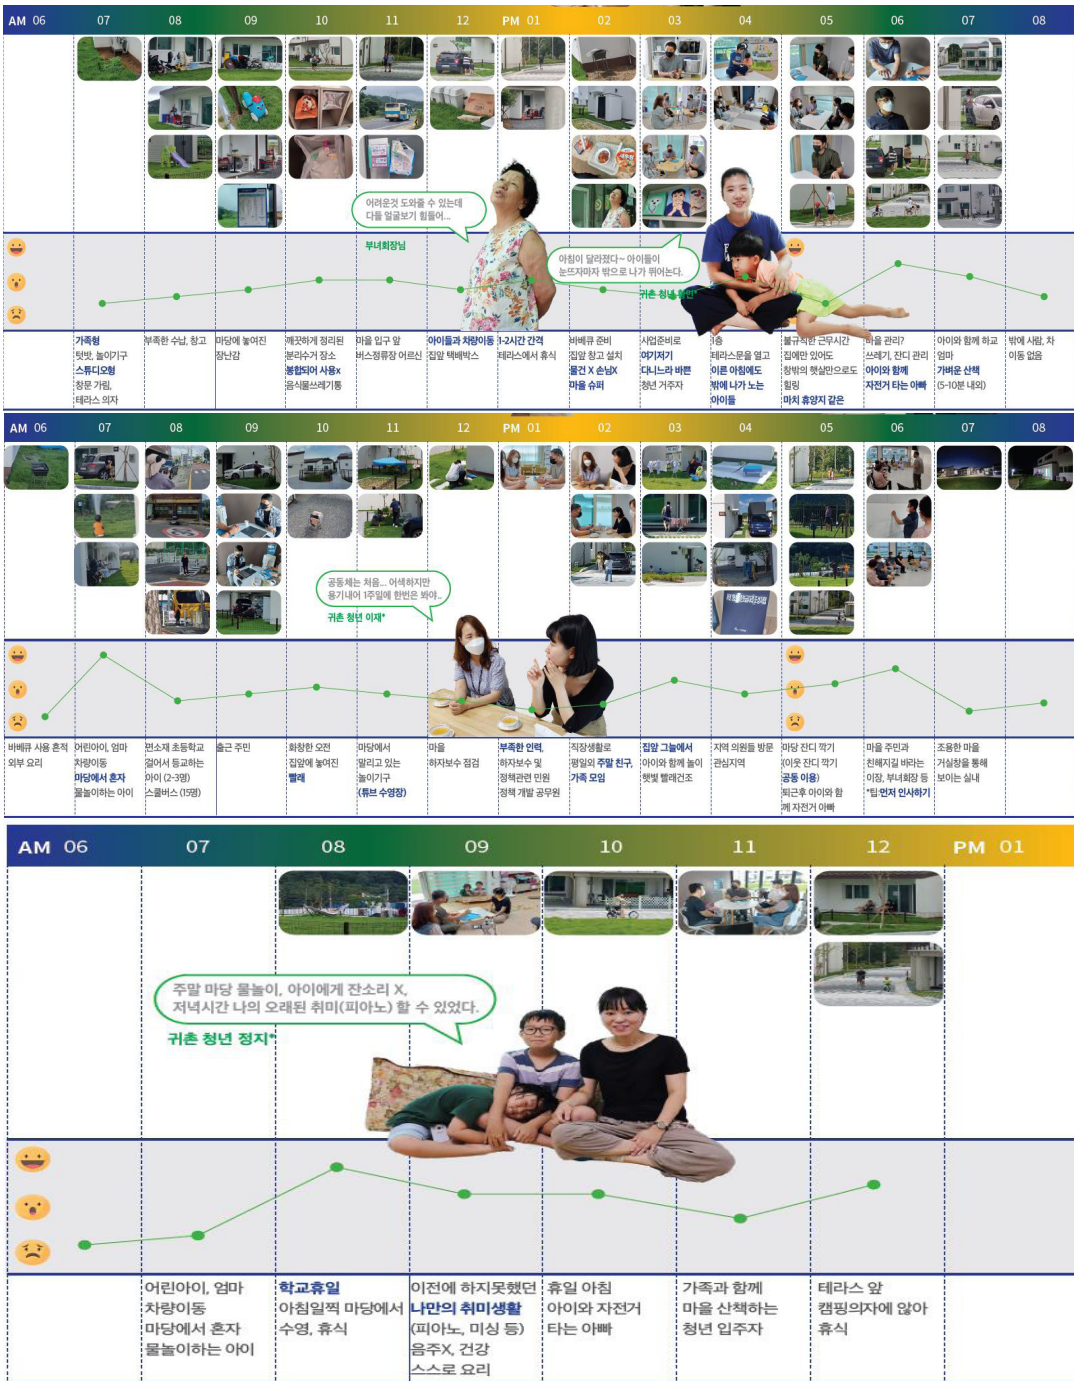 AM 06 07 08 09 10 11 12 PM 01 02 03 04 05 06 07 08
어려운것 도와줄 수 있는데
다들 얼굴보기 힘들어...
부녀회장님
아침이 달라졌다~ 아이들이
눈뜨자마자 밖으로 나가 뛰어논다.
귀촌 청년
가족형
텃밭, 놀이기구
스튜디오형
창문 가림,
테라스 의자
부족한 수납, 창고
마당에 놓여진
장난감
깨끗하게 정리된
분리수거 장소
봉합되어 사용x
음식물쓰레기통
마을 입구 앞
버스정류장 어르신
아이들과 차량이동
집앞 택배박스
1-2시간 간격
테라스에서 휴식
바베큐 준비
집앞 창고 설치
물건 X 손님X
마을 슈퍼
사업준비로
여기저기
다니느라 바쁜
청년 거주자
1층
테라스문을 열고
이른 아침에도
밖에 나가 노는
아이들
불규칙한 근무시간
집에만 있어도
창밖의 햇살만으로도
힐링
마치 휴양지 같은
마을 관리?
쓰레기, 잔디 관리
아이와 함께
자전거 타는 아빠
아이와 함께 하교
엄마
가벼운 산책
(5-10분 내외)
밖에 사람, 차
이동 없음
AM 06 07 08 09 10 11 12 PM 01 02 03 04 05 06 07 08
공동체는 처음... 어색하지만
용기내어 1주일에 한번은 봐야..
귀촌 청년 이재*
바베큐 사용 흔적
외부 요리
어린아이, 엄마
차량이동
마당에서 혼자
물놀이하는 아이
면소재 초등학교
걸어서 등교하는
아이 (2-3명)
스쿨버스 (15명)
출근 주민
화창한 오전
집앞에 놓여진
빨래
마당에서
말리고 있는
놀이기구
(튜브 수영장)
마을
하자보수 점검
부족한 인력,
하자보수 및
정책관련 민원
정책 개발 공무원
직장생활로
평일외 주말 친구,
가족 모임
집앞 그늘에서
아이와 함께 놀이
햇빛 빨래건조
지역 의원들 방문
관심지역
마당 잔디 깍기
(이웃 잔디 깍기
공동 이용)
퇴근후 아이와 함
께 자전거 아빠
마을 주민과
친해지길 바라는
이장, 부녀회장 등
*팁:먼저 인사하기
조용한 마을
거실창을 통해
보이는 실내
AM 06 07 08 09 10 11 12 PM 01
주말 마당 물놀이, 아이에게 잔소리 X,
저녁시간 나의 오래된 취미(피아노) 할 수 있었다.
귀촌 청년 정지*
어린아이, 엄마
차량이동
마당에서 혼자
물놀이하는 아이
학교휴일
아침일찍 마당에서
수영, 휴식
이전에 하지못했던
나만의 취미생활
(피아노, 미싱 등)
음주X, 건강
스스로 요리
휴일 아침
아이와 자전거
타는 아빠
가족과 함께
마을 산책하는
청년 입주자
테라스 앞
캠핑의자에 앉아
휴식